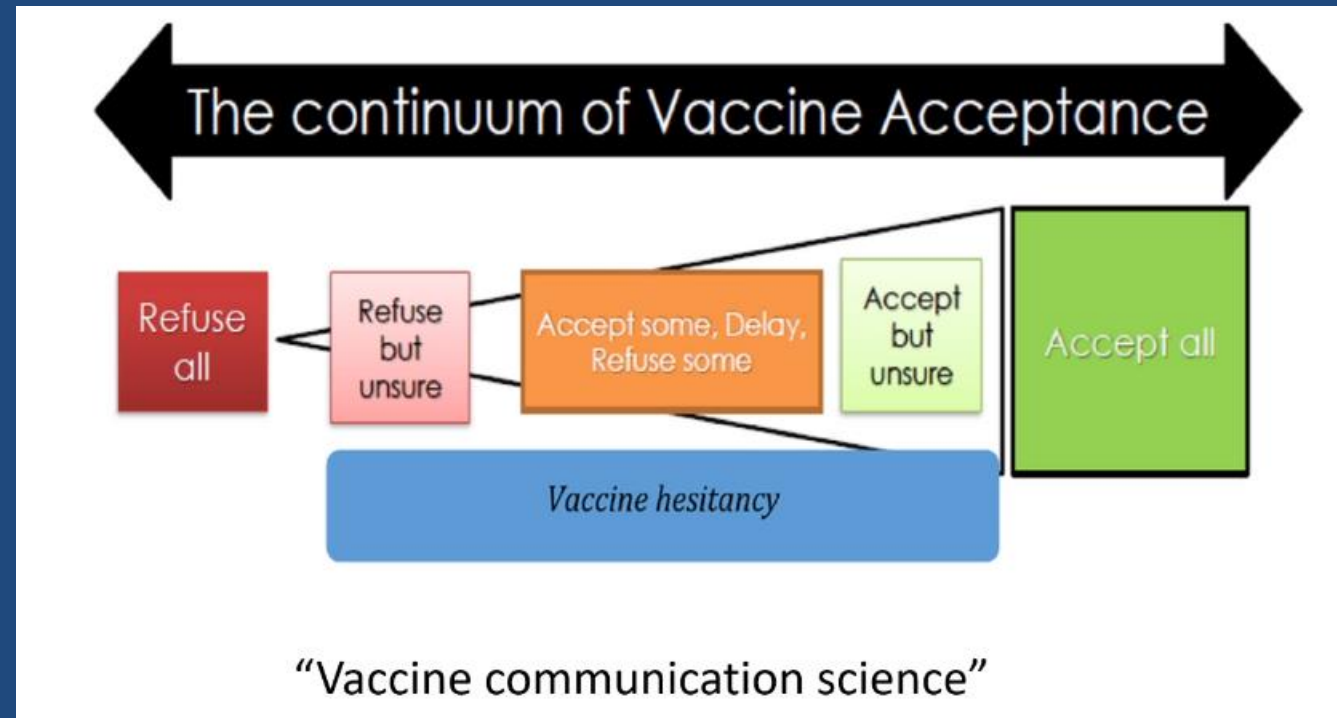 The continuum of Vaccine Acceptance
Refuse
all
Refuse
but
unsure
Accept some, Delay,
Refuse some
Accept
but
unsure
Accept all
Vaccine hesitancy
“Vaccine communication science”